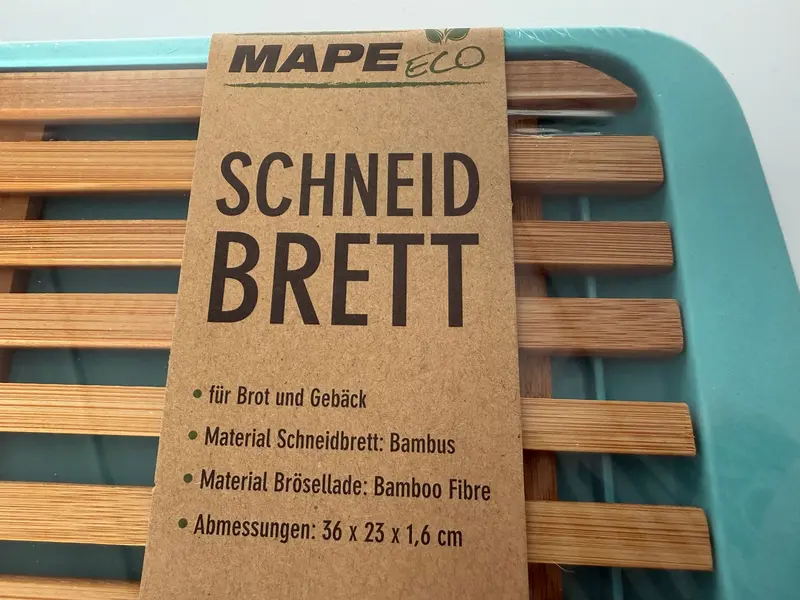 MAPE ECO
SCHNEID
BRETT
• für Brot und Gebäck
• Material Schneidbrett: Bambus
• Material Brösellade: Bamboo Fibre
• Abmessungen: 36 x 23 x 1,6 cm